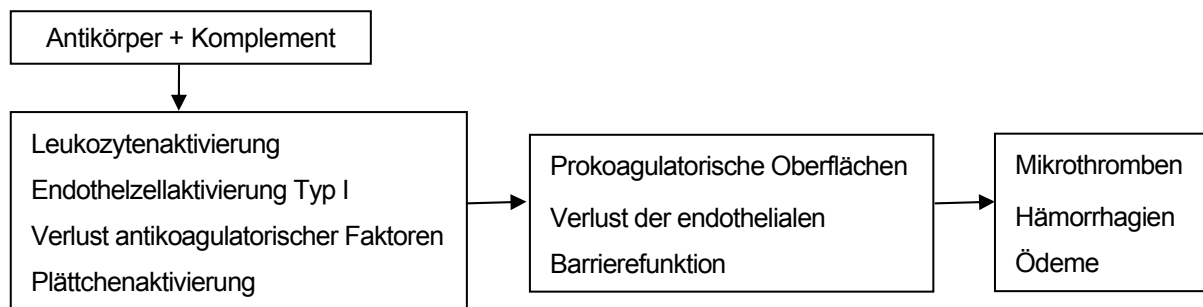 Antikörper + Komplement
Leukozytenaktivierung
Endothelzellaktivierung Typ I
Verlust antikoagulatorischer Faktoren
Plättchenaktivierung
Prokoagulatorische Oberflächen
Verlust der endothelialen
Barrierefunktion
Mikrothromben
Hämorrhagien
Ödeme